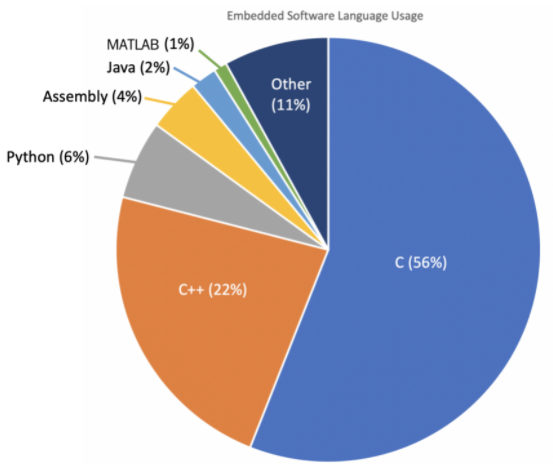 Embedded Software Language Usage
MATLAB (1%)
Java (2%)
Other
(11%)
Assembly (4%)
Python (6%)
C (56%)
C++ (22%)